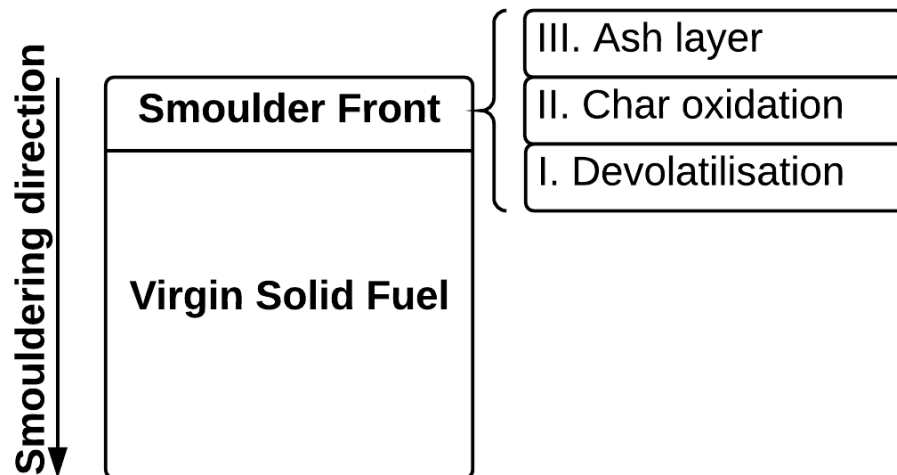 Smouldering direction
Smoulder Front
Virgin Solid Fuel
III. Ash layer
II. Char oxidation
I. Devolatilisation